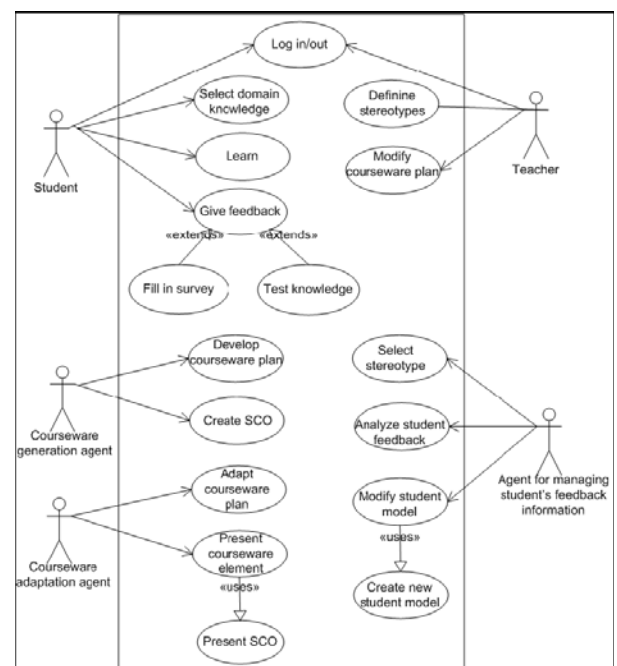 Log in/out
Select domain
kncwledge
Definine
stereotypes
Learn
Modify
courseware plan
Student
Teacher
Give feedback
«extends»
«extends»
Fill in survey
Test knowledge
Develop
courseware plan
Select
stereotype
Create SCO
Analyze student
feedback
Courseware
generation agent
Adapt
courseware
plan
Modify student
model
Agent for managing
student's feedback
information
Present
courseware
element
«uses»
«uses»
Courseware
adaptation agent
Create new
student model
Present SCO